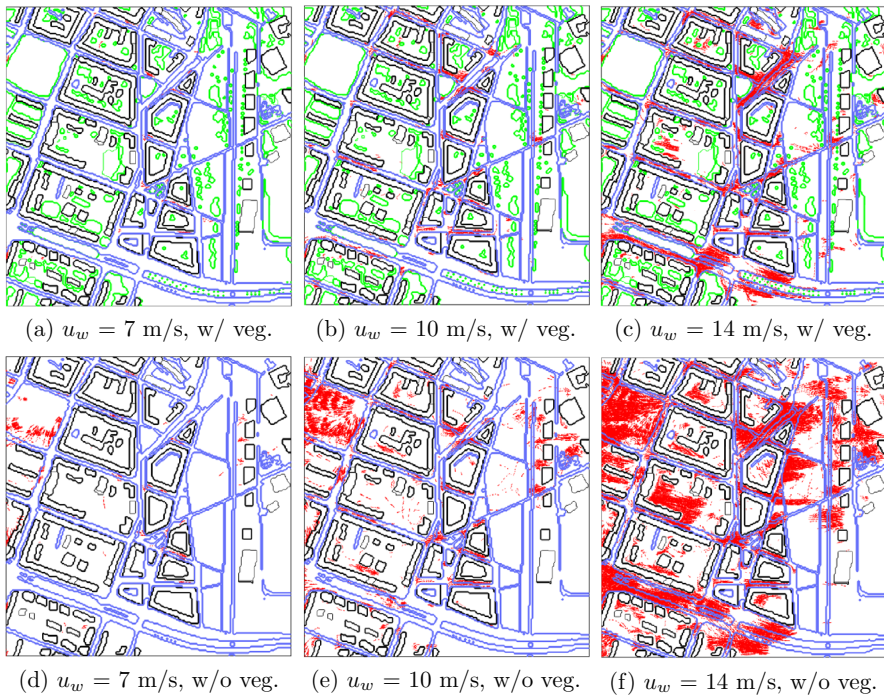 (a) u_w = 7 m/s, w/ veg.
(b) u_w = 10 m/s, w/ veg.
(c) u_w = 14 m/s, w/ veg.
(d) u_w = 7 m/s, w/o veg.
(e) u_w = 10 m/s, w/o veg.
(f) u_w = 14 m/s, w/o veg.